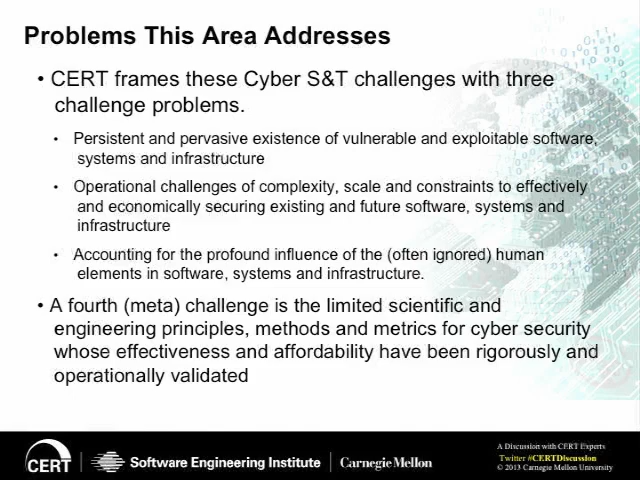 Problems This Area Addresses
• CERT frames these Cyber S&T challenges with three
challenge problems.
• Persistent and pervasive existence of vulnerable and exploitable software,
systems and infrastructure
• Operational challenges of complexity, scale and constraints to effectively
and economically securing existing and future software, systems and
infrastructure
• Accounting for the profound influence of the (often ignored) human
elements in software, systems and infrastructure.
• A fourth (meta) challenge is the limited scientific and
engineering principles, methods and metrics for cyber security
whose effectiveness and affordability have been rigorously and
operationally validated
CERT
Software Engineering Institute
Carnegie Mellon
A Discussion with CERT Experts
Twitter #CERTDiscussion
© 2013 Carnegie Mellon University